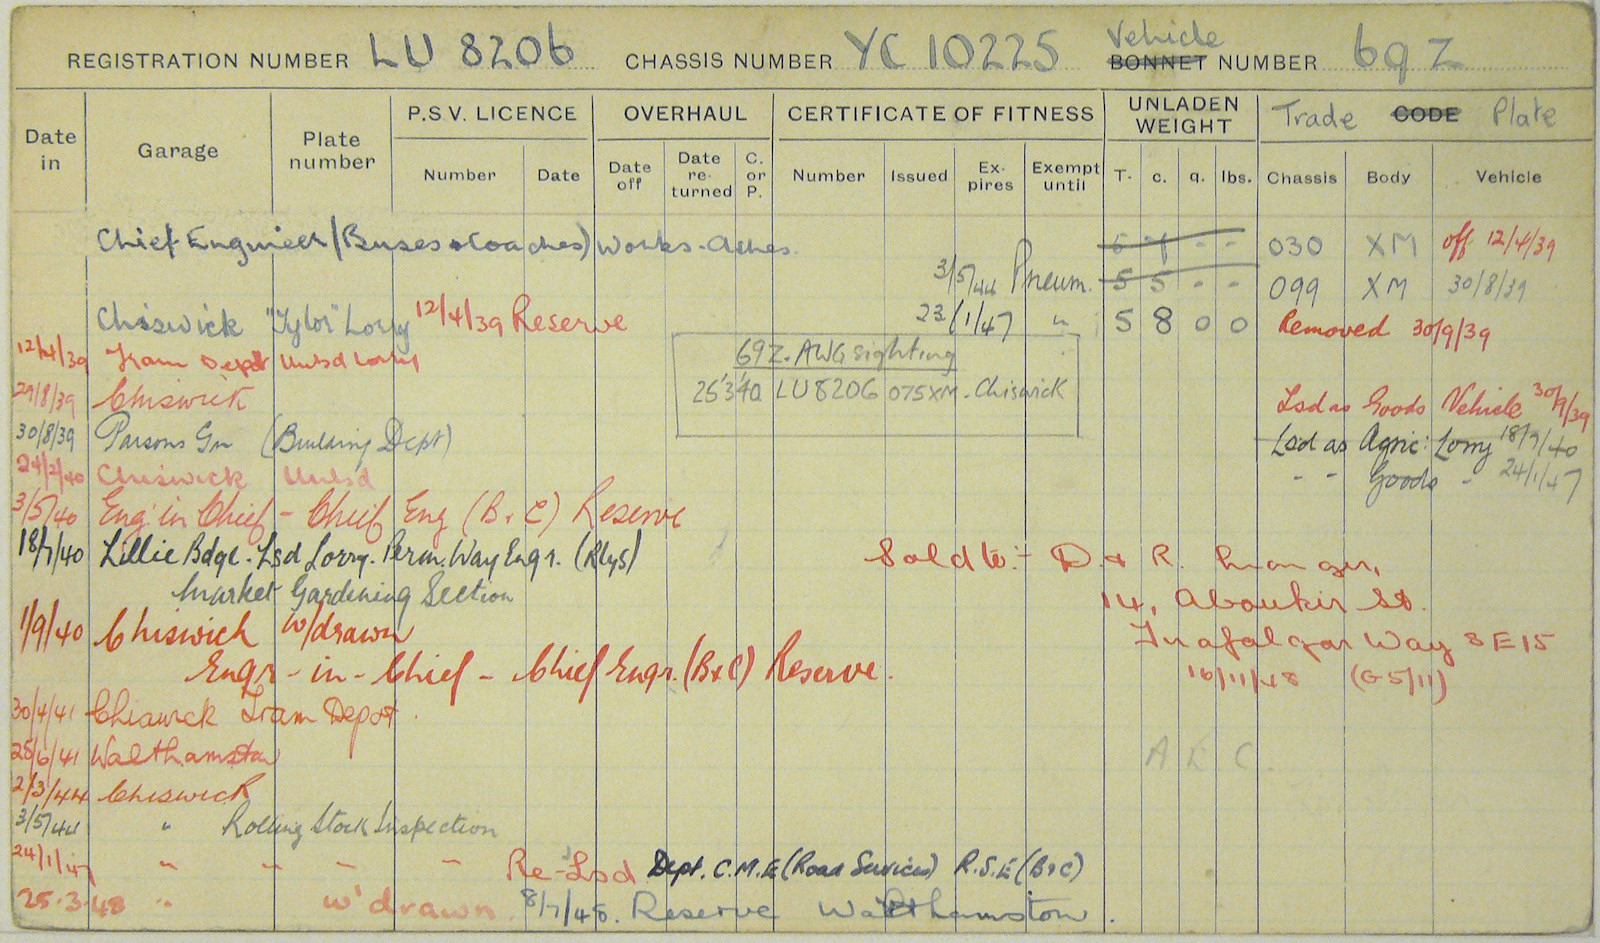 REGISTRATION NUMBER LU 8206 CHASSIS NUMBER YC 10225 Vehicle BONNET NUMBER 69 Z
Date in Garage Plate number P.S.V. LICENCE OVERHAUL CERTIFICATE OF FITNESS UNLADEN WEIGHT Trade CODE Plate
Number Date Date off Date re-turned C. or P. Number Issued Ex-pires Exempt until T. c. q. lbs. Chassis Body Vehicle
Chief Engineer (Buses & Coaches) Works - Ashes. - - 030 XM off 12/4/39
3/5/44 Pneum. 5 5 - - 099 XM 30/8/39
Chiswick "Tylor" Lorry 12/4/39 Reserve 23/1/47 " 5 8 0 0 Removed 30/9/39
12/4/39 Tram Depot Unlsd Lorry 69Z. AWG sighting
29/8/39 Chiswick 25'3'40 LU8206 075XM - Chiswick Lsd as Goods Vehicle 30/9/39
30/8/39 Parsons Gn (Building Dept) Lsd as Agric: Lorry 18/9/40
24/2/40 Chiswick Unlsd - - Goods - 24/1/47
3/5/40 Eng. in Chief - Chief Eng (B & C) Reserve
18/7/40 Lillie Bdge. Lsd Lorry. Perm. Way Engr. (Rlys) Sold to:- D. & R.
Market Gardening Section 14, Aboukir St.
1/9/40 Chiswick W/drawn Trafalgar Way SE15
Engr - in - Chief - Chief Engr. (B&C) Reserve. 16/11/48 (G5/11)
30/4/41 Chiswick Tram Depot.
25/6/41 Walthamstow A E C.
2/3/44 Chiswick
3/5/44 " Rolling Stock Inspection
24/1/47 " " " " Re-Lsd Dept. C.M.E (Road Services) R.S.E (B&C)
25.3.48 " w'drawn. 8/7/48. Reserve Walthamstow.